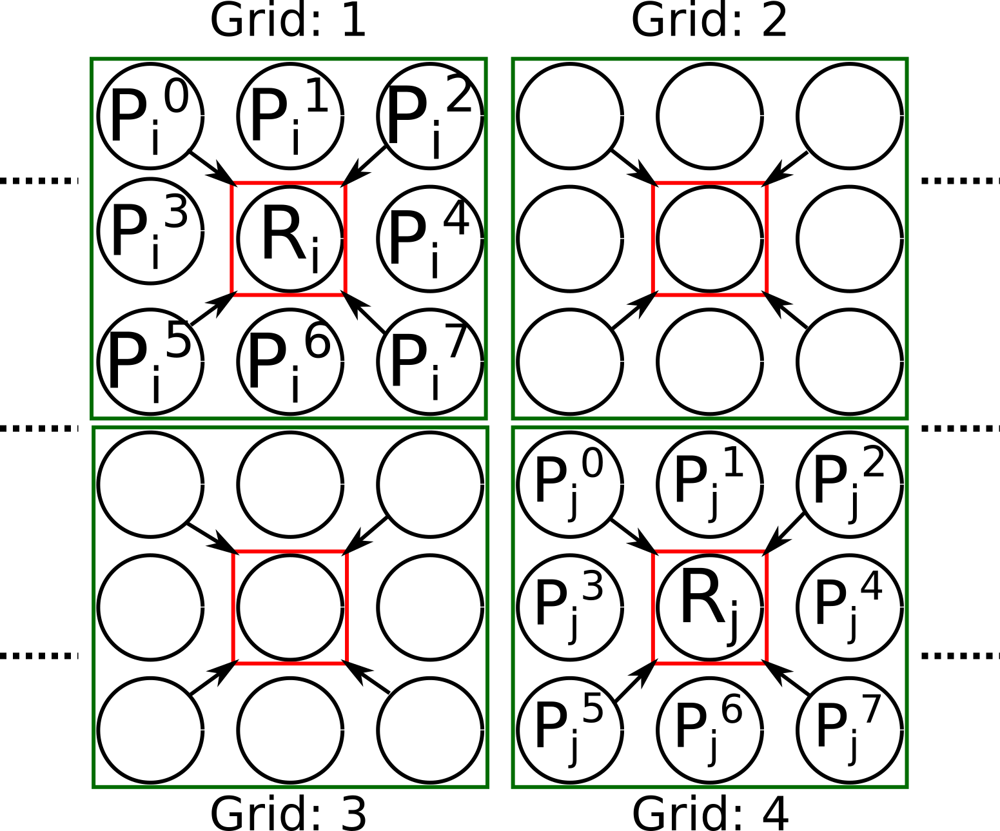 Grid: 1 Grid: 2
P_i^0 P_i^1 P_i^2
P_i^3 R_i P_i^4
P_i^5 P_i^6 P_i^7
P_j^0 P_j^1 P_j^2
P_j^3 R_j P_j^4
P_j^5 P_j^6 P_j^7
Grid: 3 Grid: 4